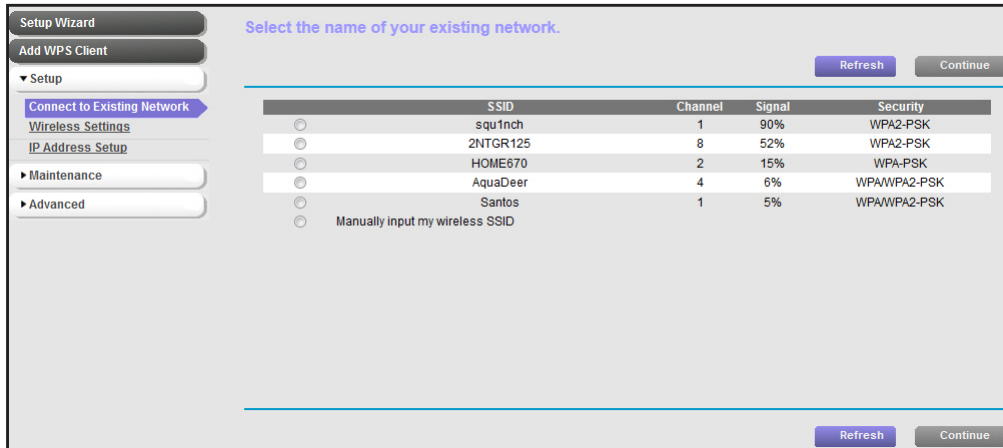 Setup Wizard
Add WPS Client
▼ Setup
Connect to Existing Network
Wireless Settings
IP Address Setup
▶ Maintenance
▶ Advanced
Select the name of your existing network.
Refresh Continue
SSID Channel Signal Security
squ1nch 1 90% WPA2-PSK
2NTGR125 8 52% WPA2-PSK
HOME670 2 15% WPA-PSK
AquaDeer 4 6% WPA/WPA2-PSK
Santos 1 5% WPA/WPA2-PSK
Manually input my wireless SSID
Refresh Continue